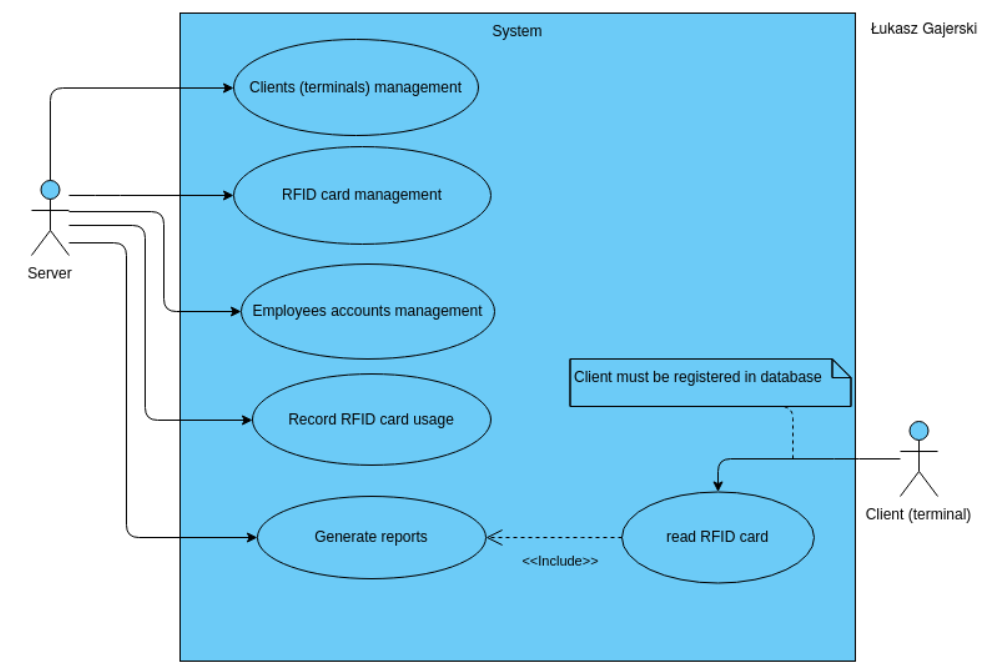 System
Łukasz Gajerski
Clients (terminals) management
RFID card management
Server
Employees accounts management
Client must be registered in database
Record RFID card usage
Client (terminal)
Generate reports
read RFID card
<<Include>>